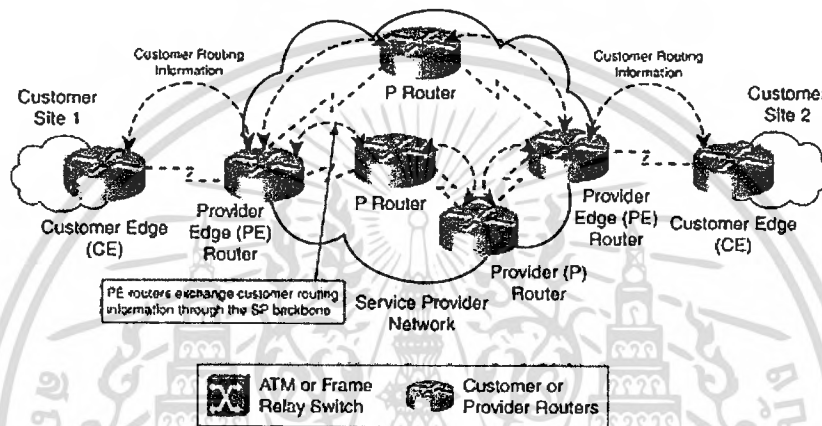 Customer Routing
Information
Customer Routing
Information
P Router
Customer
Site 1
Customer
Site 2
P Router
Customer Edge
(CE)
Provider
Edge (PE)
Router
Provider
Edge (PE)
Router
Customer Edge
(CE)
Provider (P)
Router
PE routers exchange customer routing
information through the SP backbone
Service Provider
Network
ATM or Frame
Relay Switch
Customer or
Provider Routers